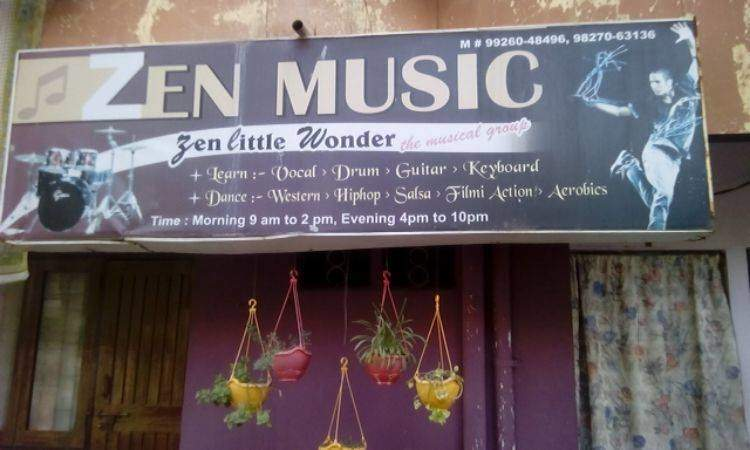 M # 99260-48496, 98270-63136
ZEN MUSIC
Zen Little Wonder the musical group
+ Learn :- Vocal › Drum › Guitar › Keyboard
+ Dance :- Western › Hiphop › Salsa › Filmi Action › Aerobics
Time : Morning 9 am to 2 pm, Evening 4pm to 10pm